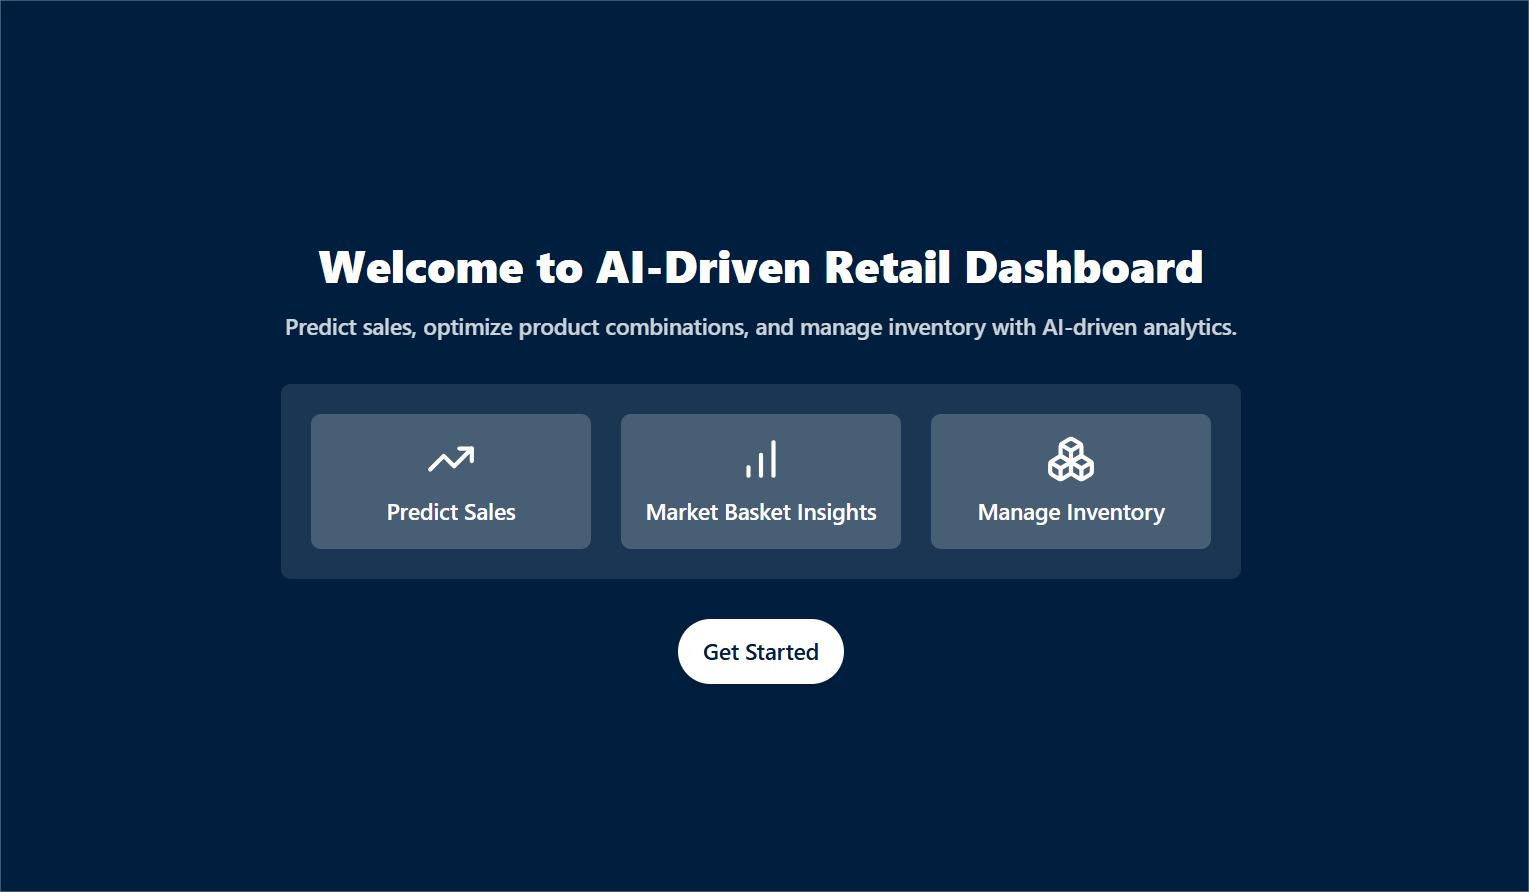 Welcome to AI-Driven Retail Dashboard
Predict sales, optimize product combinations, and manage inventory with AI-driven analytics.
Predict Sales
Market Basket Insights
Manage Inventory
Get Started